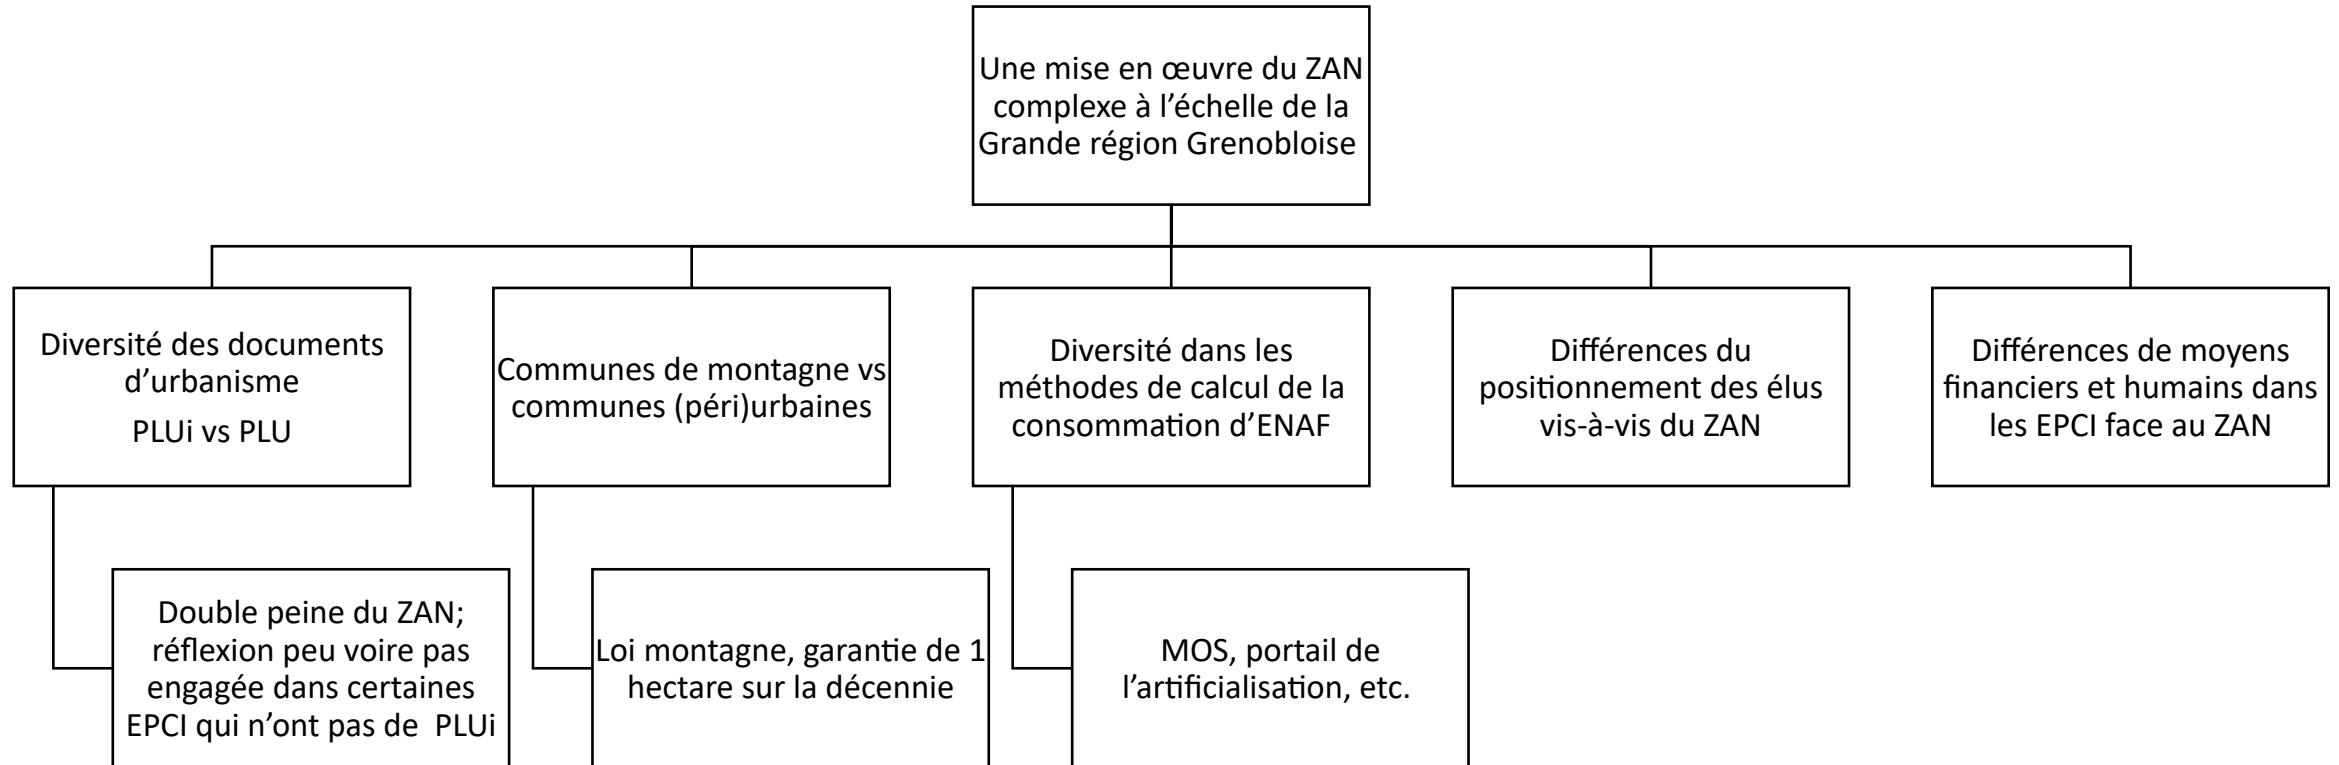 Une mise en œuvre du ZAN
complexe à l’échelle de la
Grande région Grenobloise
Diversité des documents
d’urbanisme
PLUi vs PLU
Communes de montagne vs
communes (péri)urbaines
Diversité dans les
méthodes de calcul de la
consommation d’ENAF
Différences du
positionnement des élus
vis-à-vis du ZAN
Différences de moyens
financiers et humains dans
les EPCI face au ZAN
Double peine du ZAN;
réflexion peu voire pas
engagée dans certaines
EPCI qui n’ont pas de PLUi
Loi montagne, garantie de 1
hectare sur la décennie
MOS, portail de
l’artificialisation, etc.